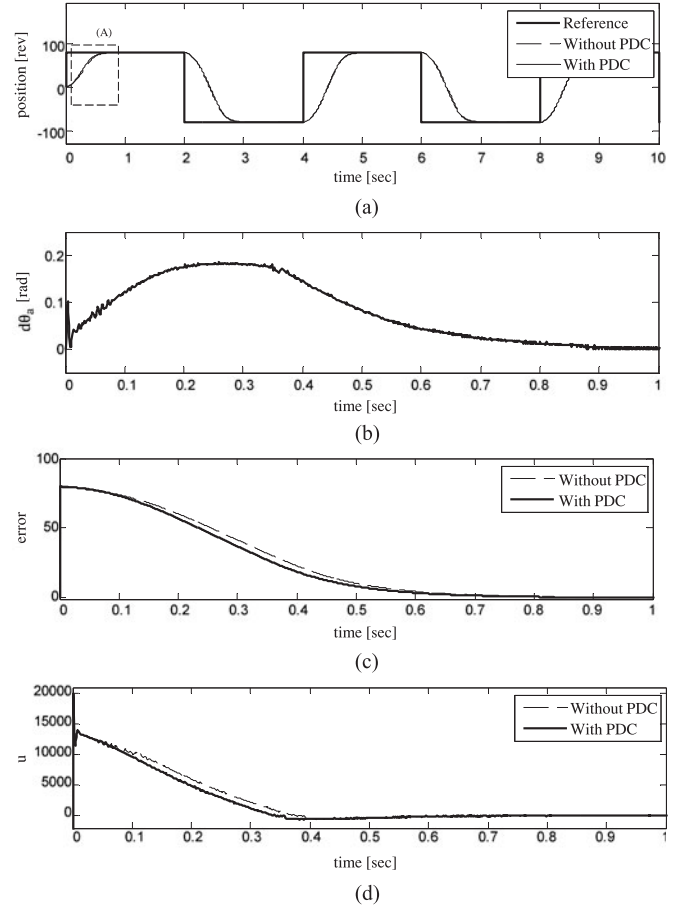 Reference
Without PDC
With PDC
(A)
position [rev]
100
0
-100
0 1 2 3 4 5 6 7 8 9 10
time [sec]
(a)
dθa [rad]
0.2
0.1
0
0 0.1 0.2 0.3 0.4 0.5 0.6 0.7 0.8 0.9 1
time [sec]
(b)
error
100
50
0
Without PDC
With PDC
0 0.1 0.2 0.3 0.4 0.5 0.6 0.7 0.8 0.9 1
time [sec]
(c)
u
20000
15000
10000
5000
0
Without PDC
With PDC
0 0.1 0.2 0.3 0.4 0.5 0.6 0.7 0.8 0.9 1
time [sec]
(d)